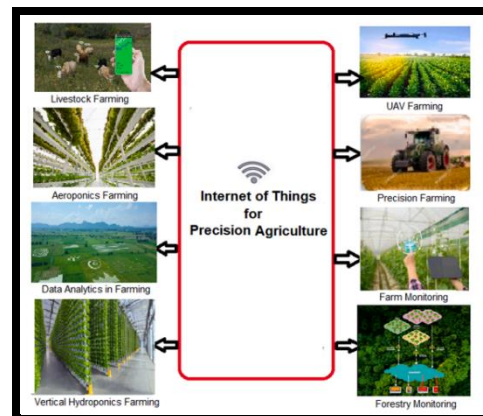 Livestock Farming
UAV Farming
Aeroponics Farming
Internet of Things
for
Precision Agriculture
Precision Farming
Data Analytics in Farming
Farm Monitoring
Vertical Hydroponics Farming
Forestry Monitoring